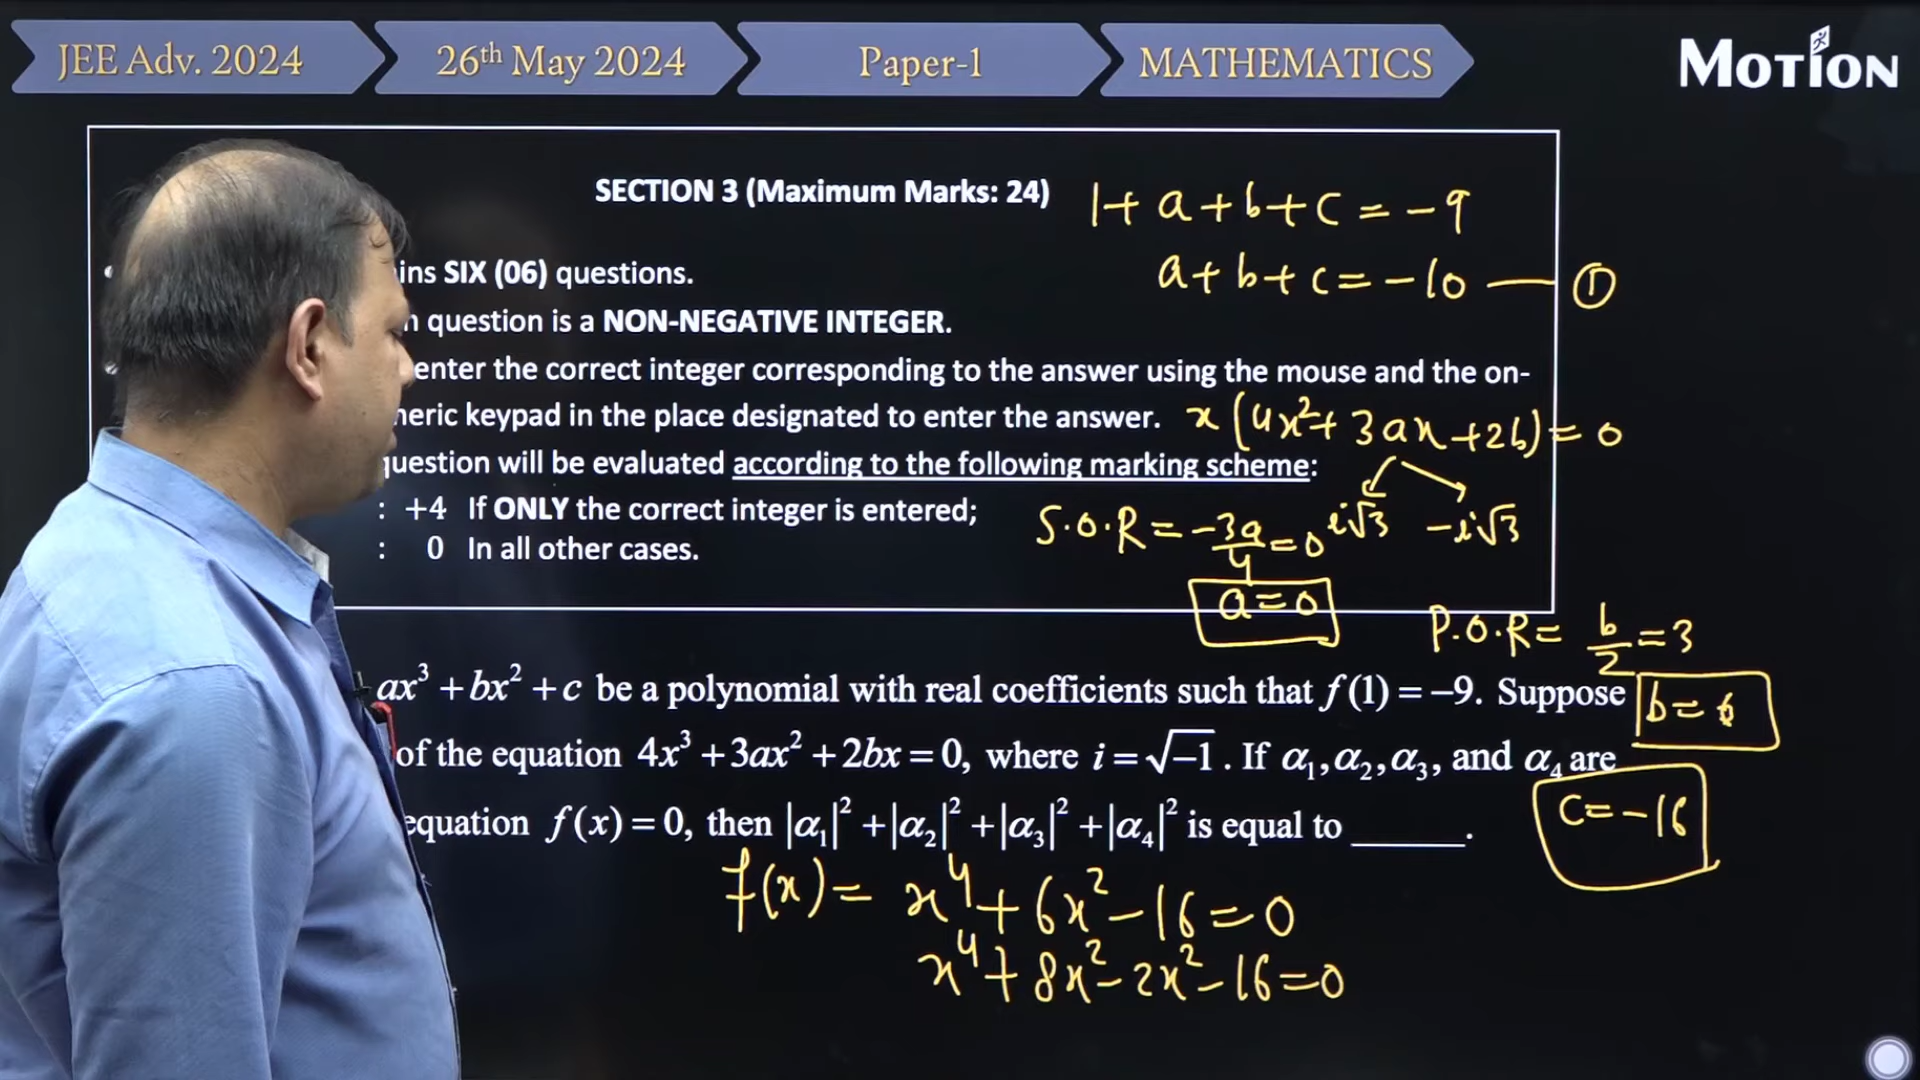 JEE Adv. 2024 26th May 2024 Paper-1 MATHEMATICS MOTION
SECTION 3 (Maximum Marks: 24)
1+a+b+c=-9
a+b+c=-10 — ①
ins SIX (06) questions.
n question is a NON-NEGATIVE INTEGER.
enter the correct integer corresponding to the answer using the mouse and the on-
neric keypad in the place designated to enter the answer.
x(4x²+3ax+2b)=0
question will be evaluated according to the following marking scheme:
: +4 If ONLY the correct integer is entered;
: 0 In all other cases.
S.O.R = -3a/4 = 0
i√3 -i√3
a=0
P.O.R = b/2 = 3
ax³ + bx² + c be a polynomial with real coefficients such that f(1) = −9. Suppose
b=6
of the equation 4x³ + 3ax² + 2bx = 0, where i = √−1. If α₁, α₂, α₃, and α₄ are
equation f(x) = 0, then |α₁|² + |α₂|² + |α₃|² + |α₄|² is equal to ______.
c=-16
f(x) = x⁴+6x²-16=0
x⁴+8x²-2x²-16=0